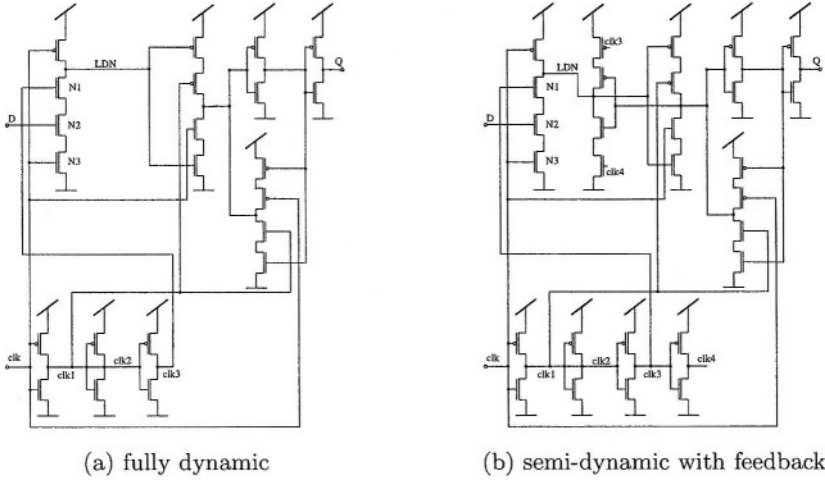 LDN
N1
D
N2
N3
Q
clk
clk1
clk2
clk3
(a) fully dynamic
clk3
LDN
N1
D
N2
N3
clk4
Q
clk
clk1
clk2
clk3
clk4
(b) semi-dynamic with feedback